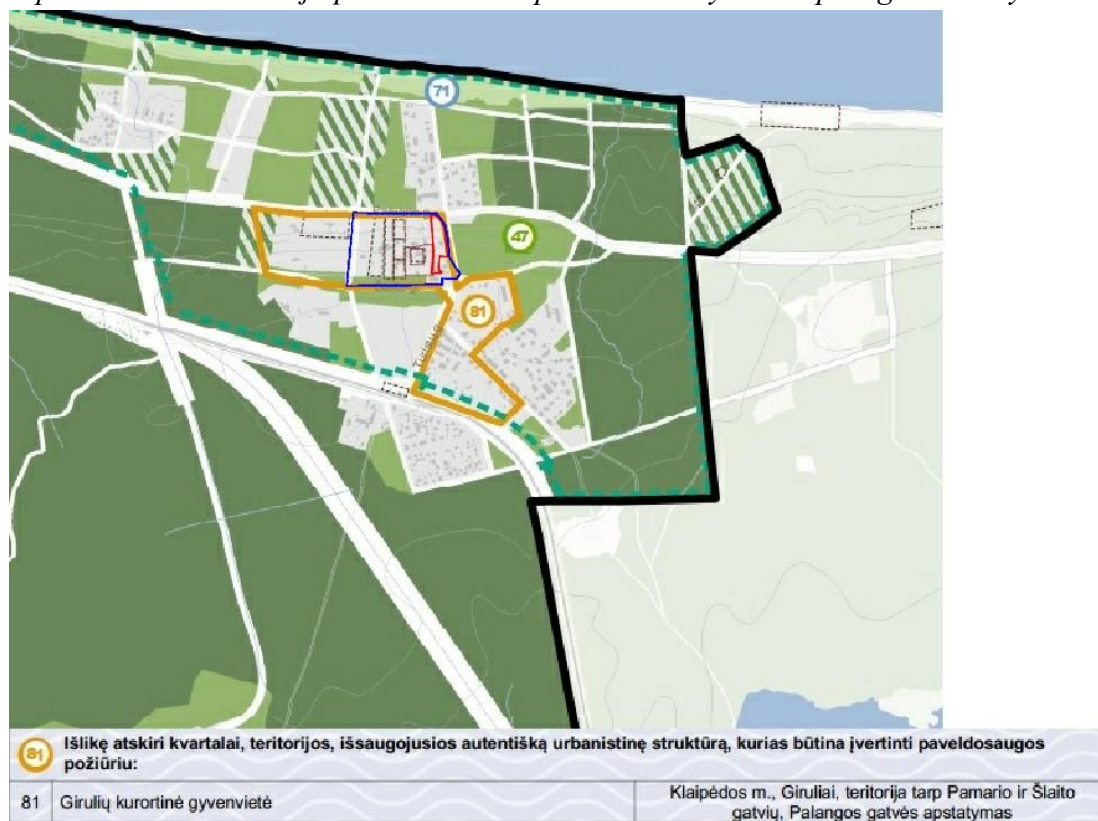 71
47
81
81 Išlikę atskiri kvartalai, teritorijos, išsaugojusios autentišką urbanistinę struktūrą, kurias būtina įvertinti paveldosaugos
požiūriu:
81 Girulių kurortinė gyvenvietė
Klaipėdos m., Giruliai, teritorija tarp Pamario ir Šlaito
gatvių, Palangos gatvės apstatymas